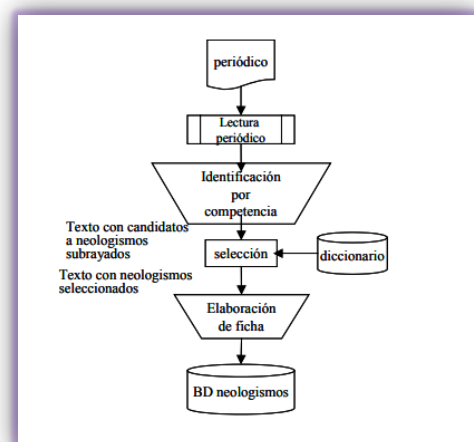 periódico
Lectura
periódico
Identificación
por
competencia
Texto con candidatos
a neologismos
subrayados
selección
diccionario
Texto con neologismos
seleccionados
Elaboración
de ficha
BD neologismos